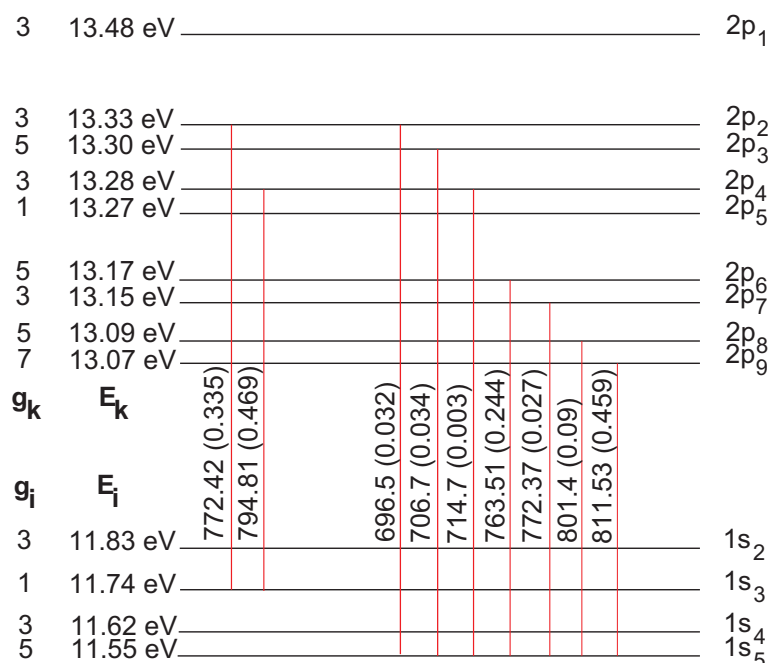 3 13.48 eV 2p1
3 13.33 eV 2p2
5 13.30 eV 2p3
3 13.28 eV 2p4
1 13.27 eV 2p5
5 13.17 eV 2p6
3 13.15 eV 2p7
5 13.09 eV 2p8
7 13.07 eV 2p9
gk Ek
772.42 (0.335)
794.81 (0.469)
696.5 (0.032)
706.7 (0.034)
714.7 (0.003)
763.51 (0.244)
772.37 (0.027)
801.4 (0.09)
811.53 (0.459)
gi Ei
3 11.83 eV 1s2
1 11.74 eV 1s3
3 11.62 eV 1s4
5 11.55 eV 1s5